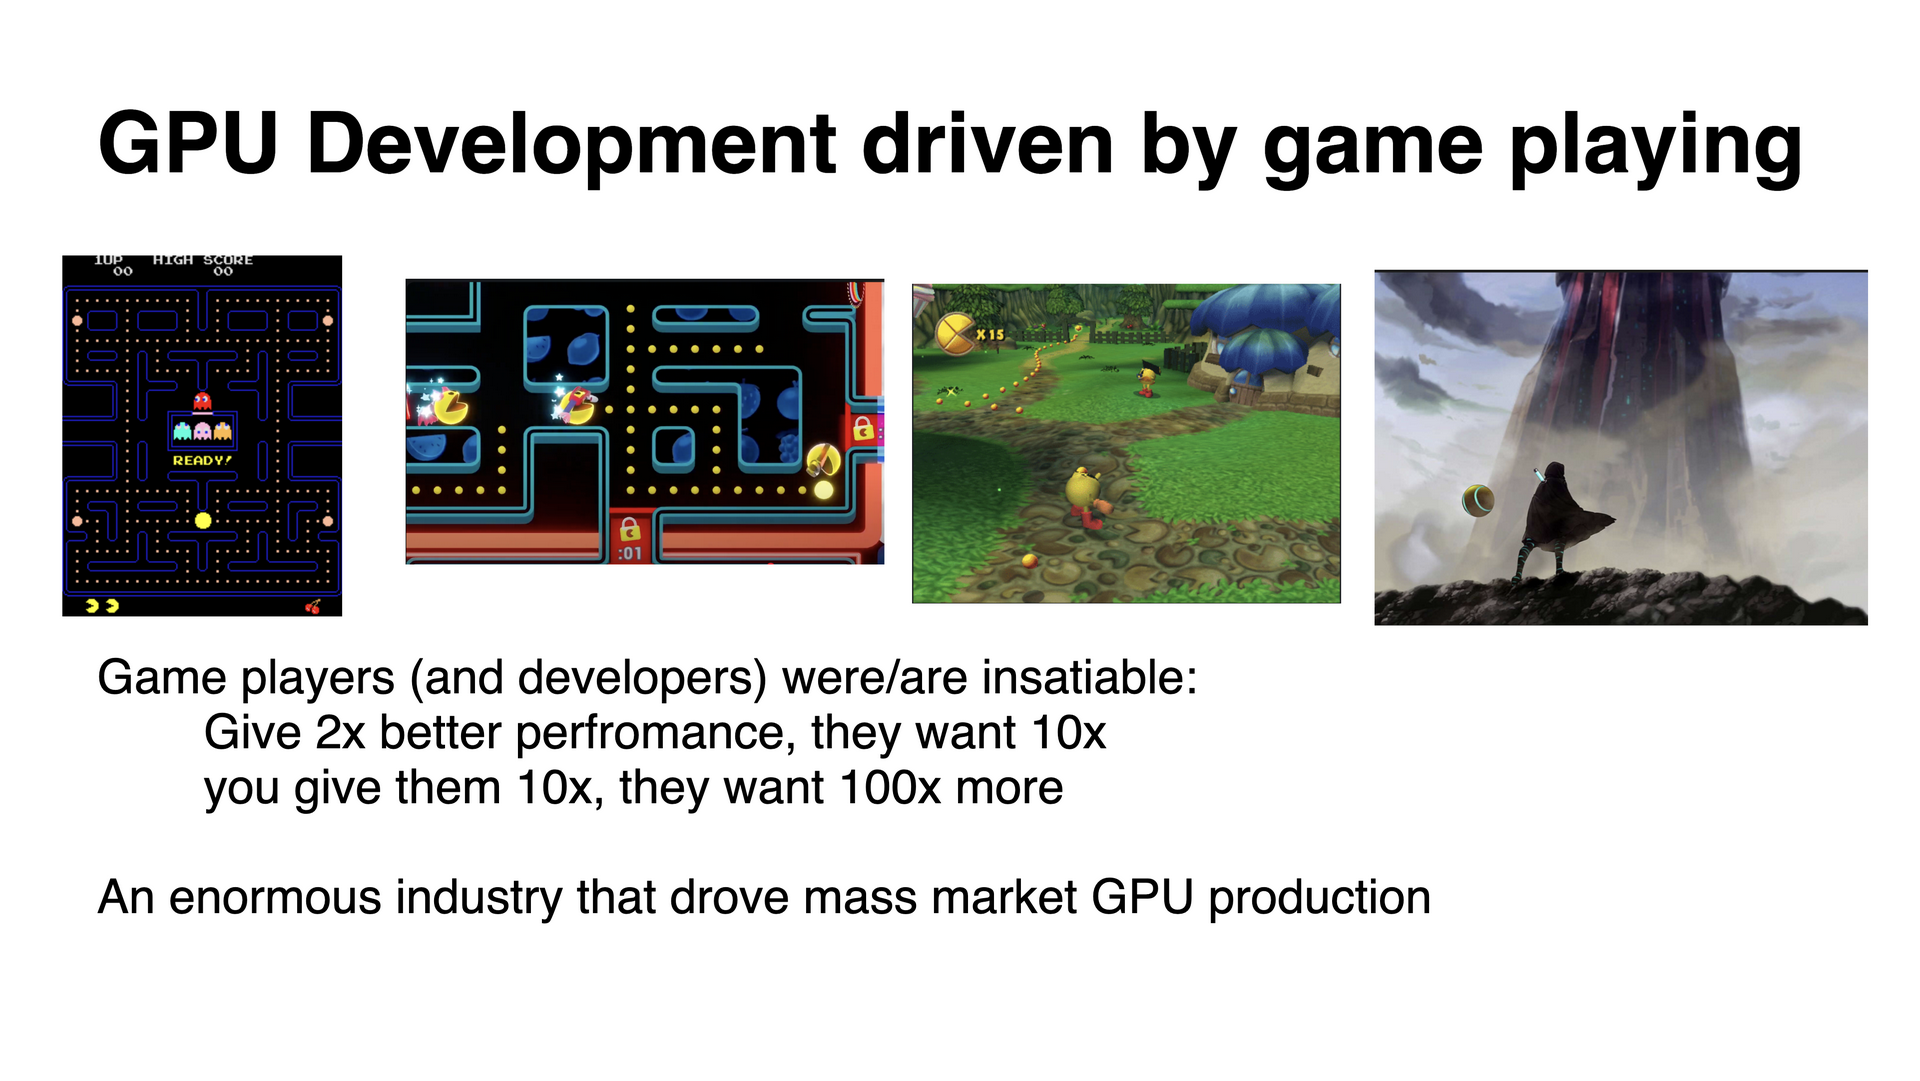 GPU Development driven by game playing
1UP HIGH SCORE
00 00
READY!
:01
X15
Game players (and developers) were/are insatiable:
Give 2x better perfromance, they want 10x
you give them 10x, they want 100x more
An enormous industry that drove mass market GPU production